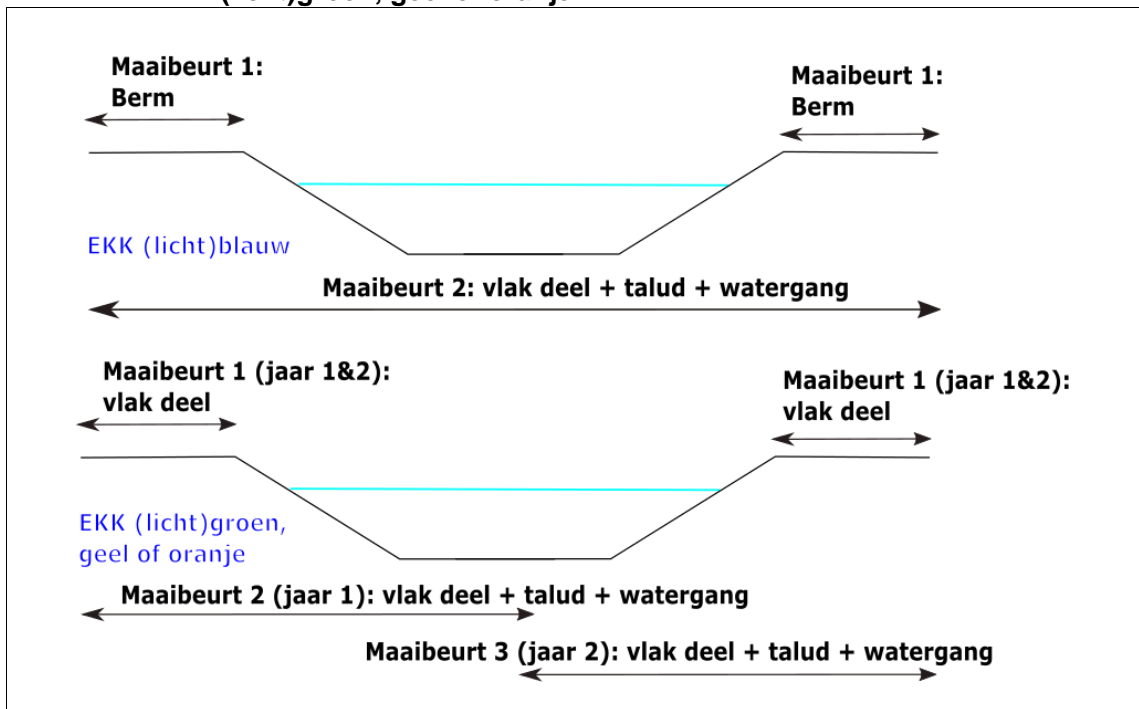 Maaibeurt 1:
Berm
Maaibeurt 1:
Berm
EKK (licht)blauw
Maaibeurt 2: vlak deel + talud + watergang
Maaibeurt 1 (jaar 1&2):
vlak deel
Maaibeurt 1 (jaar 1&2):
vlak deel
EKK (licht)groen,
geel of oranje
Maaibeurt 2 (jaar 1): vlak deel + talud + watergang
Maaibeurt 3 (jaar 2): vlak deel + talud + watergang